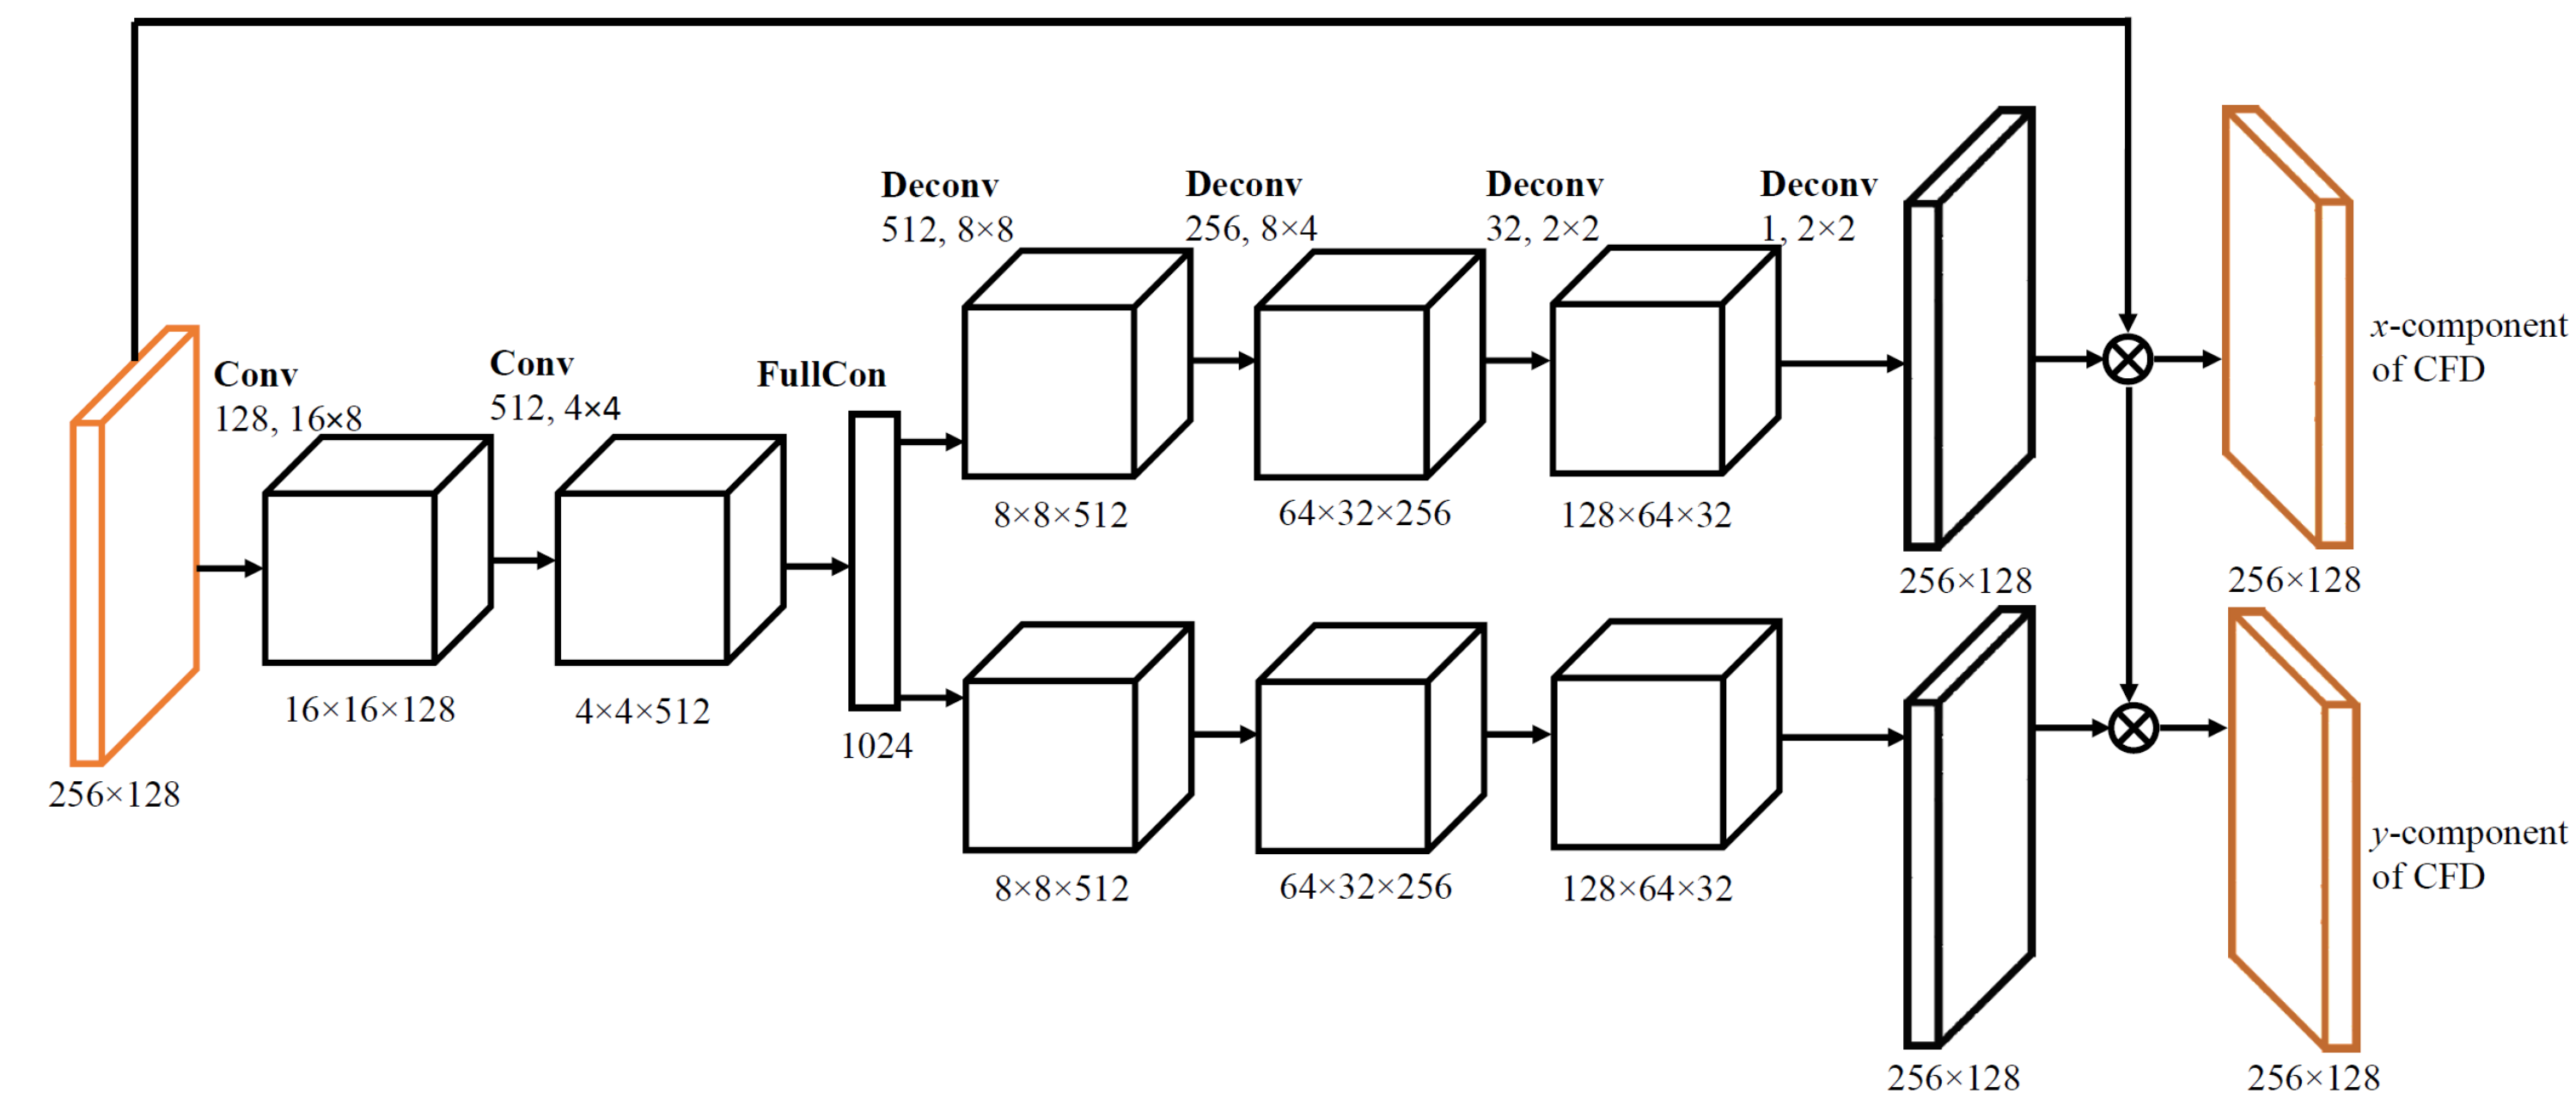 Deconv
512, 8×8
Deconv
256, 8×4
Deconv
32, 2×2
Deconv
1, 2×2
Conv
128, 16×8
Conv
512, 4×4
FullCon
x-component
of CFD
8×8×512
64×32×256
128×64×32
256×128
256×128
16×16×128
4×4×512
1024
256×128
8×8×512
64×32×256
128×64×32
y-component
of CFD
256×128
256×128